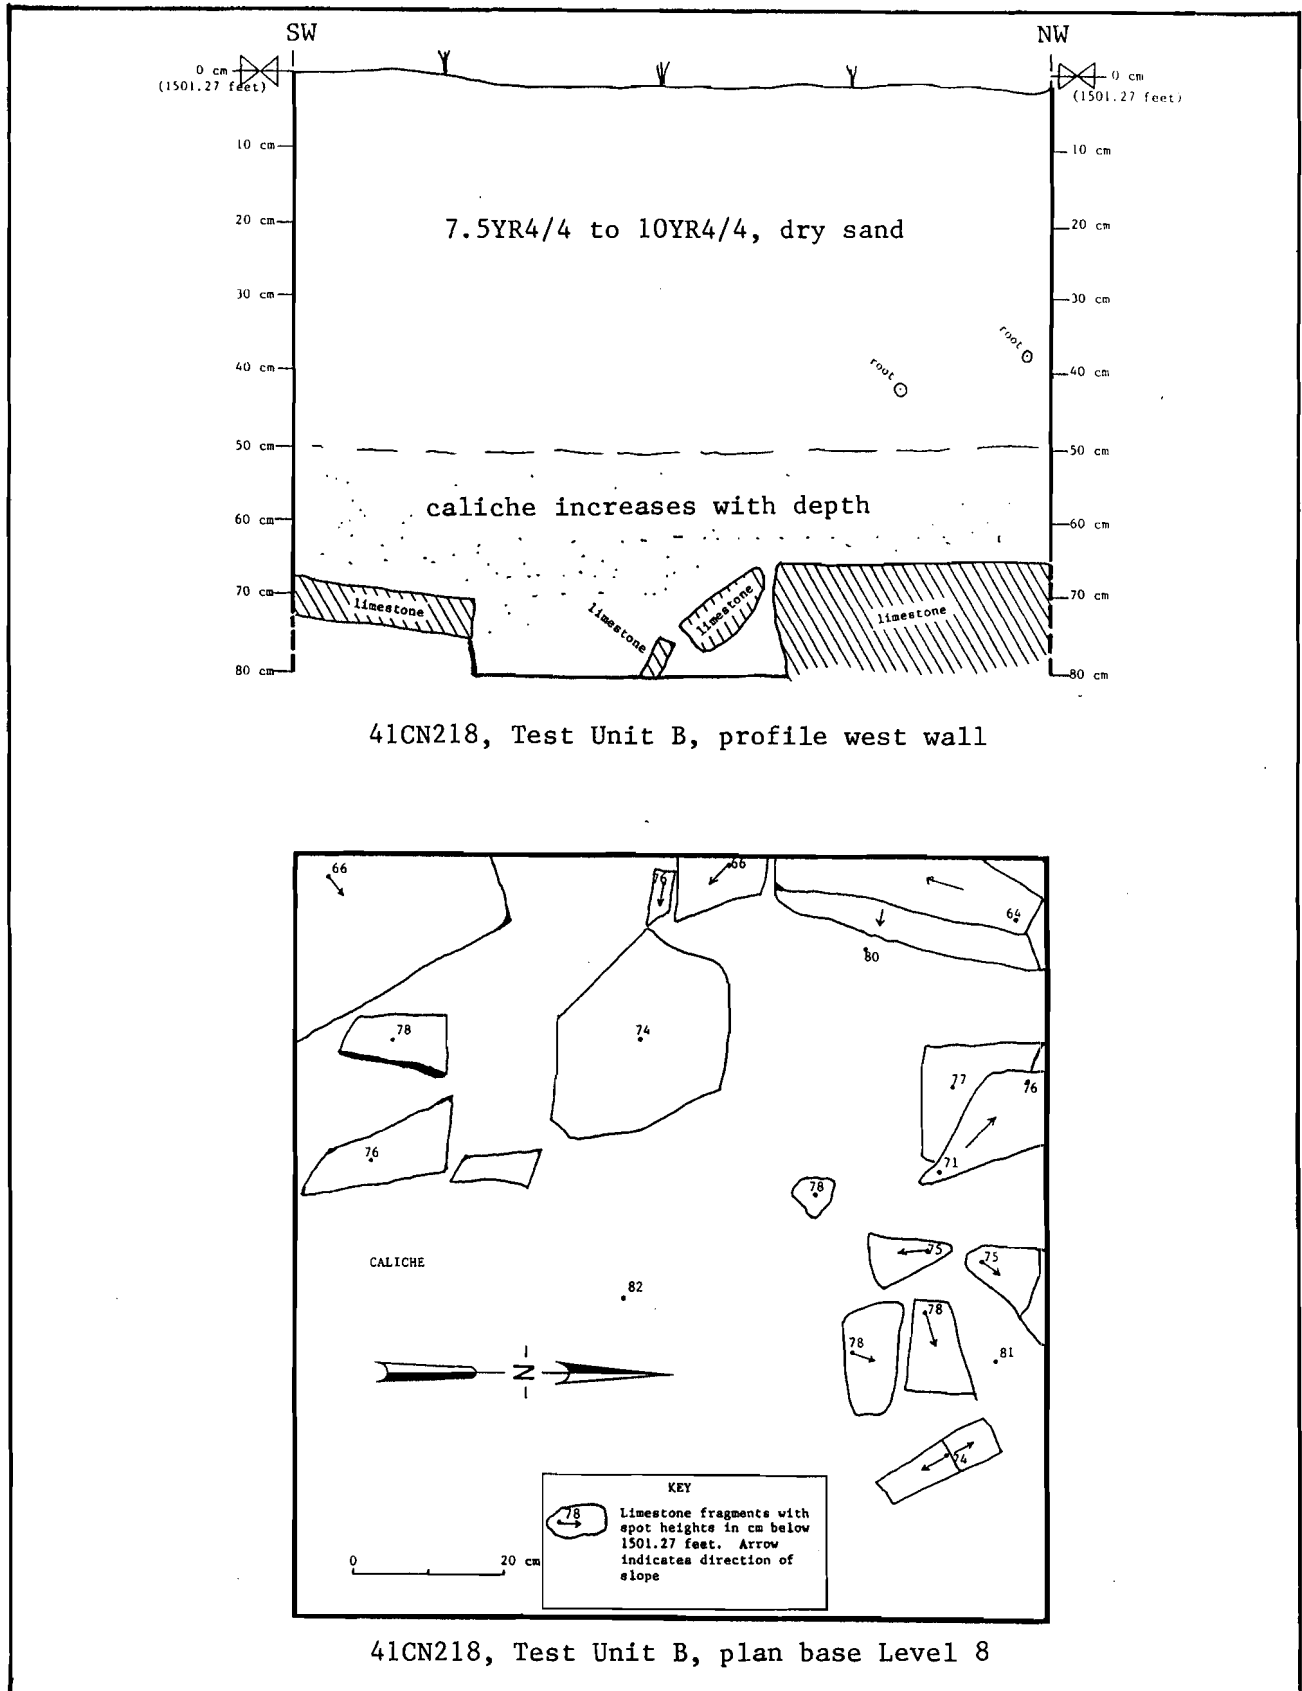 SW
NW
0 cm
(1501.27 feet)
0 cm
(1501.27 feet)
10 cm
10 cm
7.5YR4/4 to 10YR4/4, dry sand
20 cm
20 cm
30 cm
30 cm
root
root
40 cm
40 cm
50 cm
50 cm
caliche increases with depth
60 cm
60 cm
70 cm
limestone
limestone
limestone
limestone
70 cm
80 cm
80 cm
41CN218, Test Unit B, profile west wall
66
76
66
64
80
78
74
77
76
76
71
78
75
75
CALICHE
82
78
78
81
N
74
KEY
78
Limestone fragments with
spot heights in cm below
1501.27 feet. Arrow
indicates direction of
slope
0
20 cm
41CN218, Test Unit B, plan base Level 8